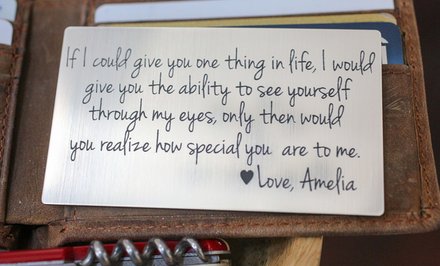 If I could give you one thing in life, I would
give you the ability to see yourself
through my eyes, only then would
you realize how special you are to me.
♥Love, Amelia